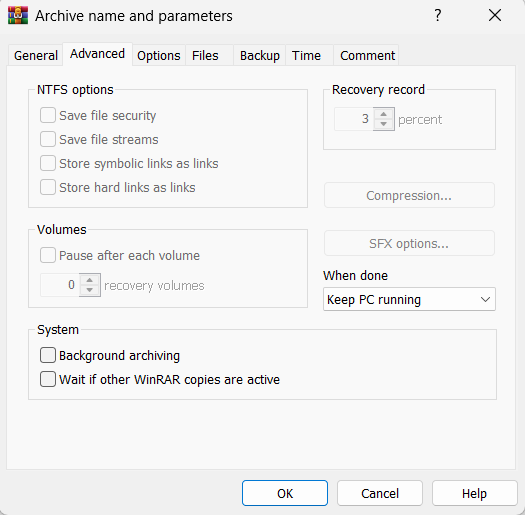 Archive name and parameters
General Advanced Options Files Backup Time Comment
NTFS options
Save file security
Save file streams
Store symbolic links as links
Store hard links as links
Recovery record
3 percent
Compression...
Volumes
Pause after each volume
0 recovery volumes
SFX options...
When done
Keep PC running
System
Background archiving
Wait if other WinRAR copies are active
OK Cancel Help